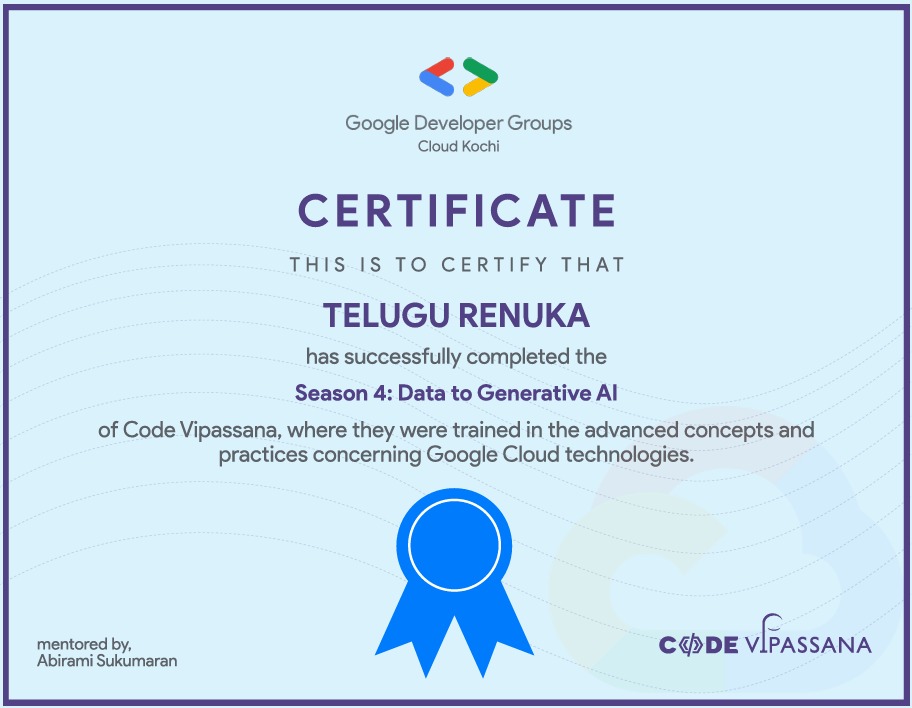 Google Developer Groups
Cloud Kochi
CERTIFICATE
THIS IS TO CERTIFY THAT
TELUGU RENUKA
has successfully completed the
Season 4: Data to Generative AI
of Code Vipassana, where they were trained in the advanced concepts and
practices concerning Google Cloud technologies.
mentored by,
Abirami Sukumaran
CODE VIPASSANA